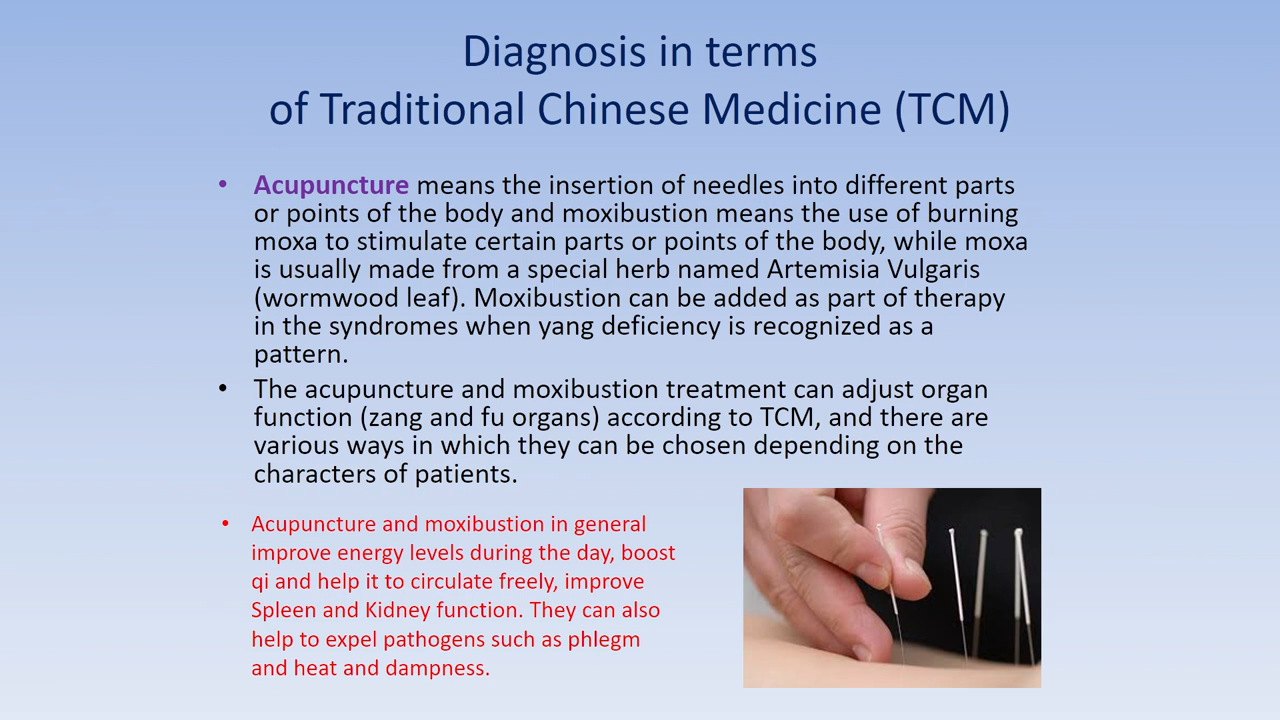 Diagnosis in terms
of Traditional Chinese Medicine (TCM)
• Acupuncture means the insertion of needles into different parts
or points of the body and moxibustion means the use of burning
moxa to stimulate certain parts or points of the body, while moxa
is usually made from a special herb named Artemisia Vulgaris
(wormwood leaf). Moxibustion can be added as part of therapy
in the syndromes when yang deficiency is recognized as a
pattern.
• The acupuncture and moxibustion treatment can adjust organ
function (zang and fu organs) according to TCM, and there are
various ways in which they can be chosen depending on the
characters of patients.
• Acupuncture and moxibustion in general
improve energy levels during the day, boost
qi and help it to circulate freely, improve
Spleen and Kidney function. They can also
help to expel pathogens such as phlegm
and heat and dampness.